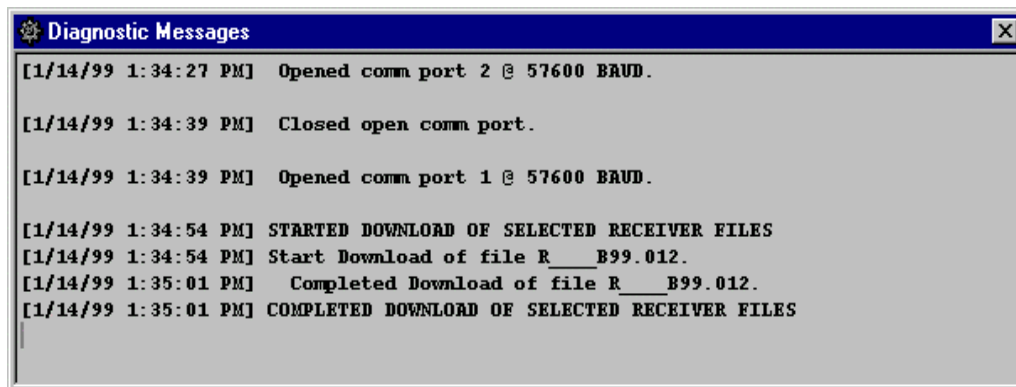 Diagnostic Messages
[1/14/99 1:34:27 PM] Opened comm port 2 @ 57600 BAUD.
[1/14/99 1:34:39 PM] Closed open comm port.
[1/14/99 1:34:39 PM] Opened comm port 1 @ 57600 BAUD.
[1/14/99 1:34:54 PM] STARTED DOWNLOAD OF SELECTED RECEIVER FILES
[1/14/99 1:34:54 PM] Start Download of file R____B99.012.
[1/14/99 1:35:01 PM] Completed Download of file R____B99.012.
[1/14/99 1:35:01 PM] COMPLETED DOWNLOAD OF SELECTED RECEIVER FILES